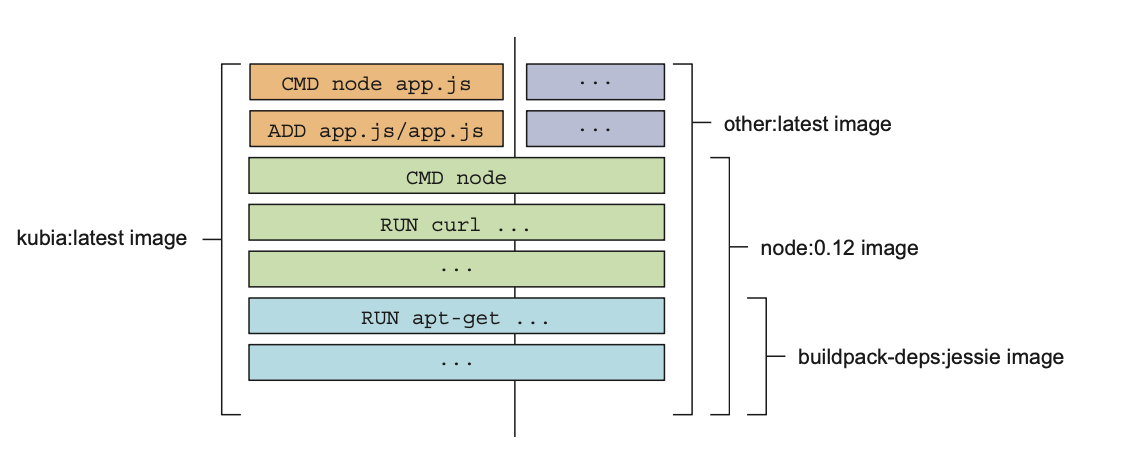 CMD node app.js
...
ADD app.js/app.js
...
other:latest image
CMD node
RUN curl ...
kubia:latest image
node:0.12 image
...
RUN apt-get ...
buildpack-deps:jessie image
...